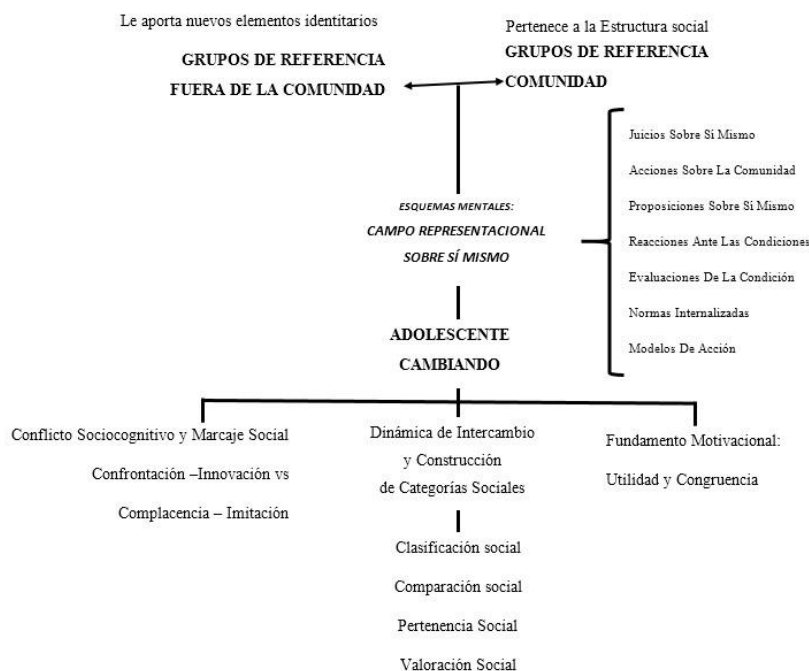 Le aporta nuevos elementos identitarios
GRUPOS DE REFERENCIA
FUERA DE LA COMUNIDAD
Pertenece a la Estructura social
GRUPOS DE REFERENCIA
COMUNIDAD
Juicios Sobre Si Mismo
Acciones Sobre La Comunidad
Proposiciones Sobre Si Mismo
Reacciones Ante Las Condiciones
Evaluaciones De La Condición
Normas Internalizadas
Modelos De Acción
ESQUEMAS MENTALES:
CAMPO REPRESENTACIONAL
SOBRE SÍ MISMO
ADOLESCENTE
CAMBIANDO
Conflicto Sociocognitivo y Marcaje Social
Confrontación –Innovación vs
Complacencia – Imitación
Dinámica de Intercambio
y Construcción
de Categorías Sociales
Clasificación social
Comparación social
Pertenencia Social
Valoración Social
Fundamento Motivacional:
Utilidad y Congruencia